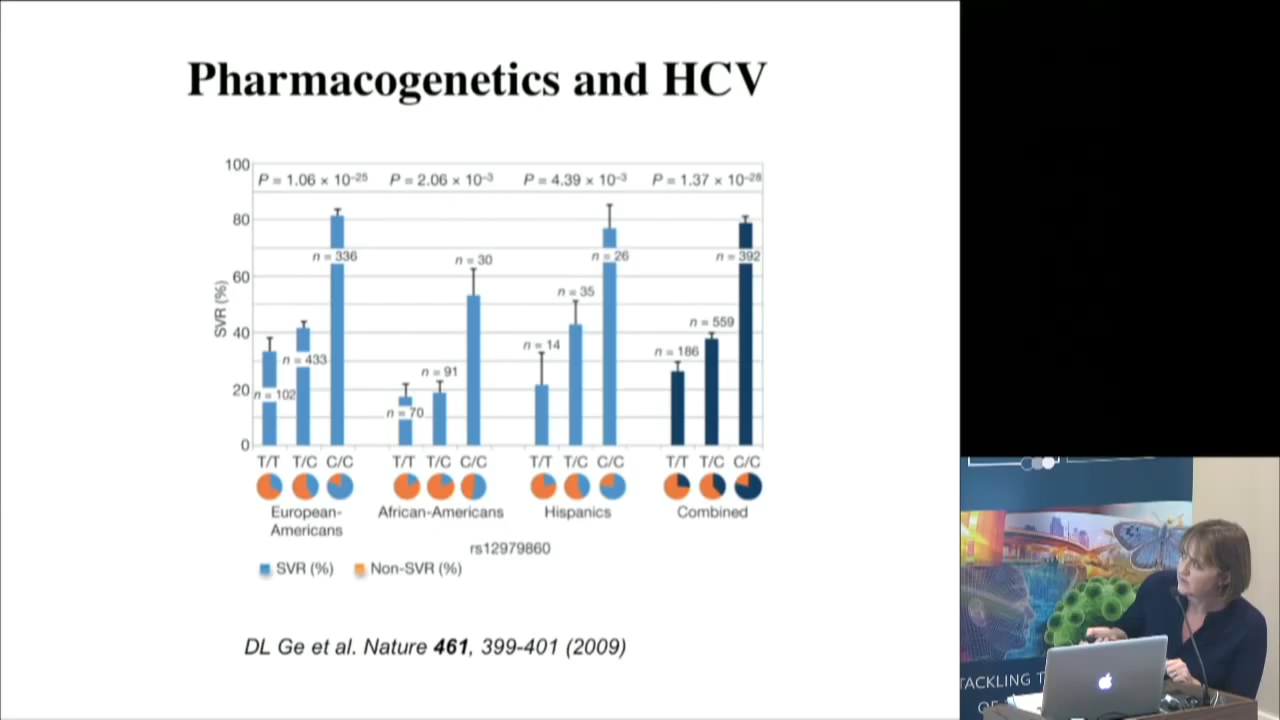 Pharmacogenetics and HCV
100
80
60
40
20
0
SVR (%)
P = 1.06 × 10⁻²⁵
P = 2.06 × 10⁻³
P = 4.39 × 10⁻³
P = 1.37 × 10⁻²⁸
n = 102
n = 433
n = 336
n = 70
n = 91
n = 30
n = 14
n = 35
n = 26
n = 186
n = 559
n = 392
T/T T/C C/C
T/T T/C C/C
T/T T/C C/C
T/T T/C C/C
European-
Americans
African-Americans
Hispanics
Combined
rs12979860
SVR (%)
Non-SVR (%)
DL Ge et al. Nature 461, 399-401 (2009)
TACKLING
OF